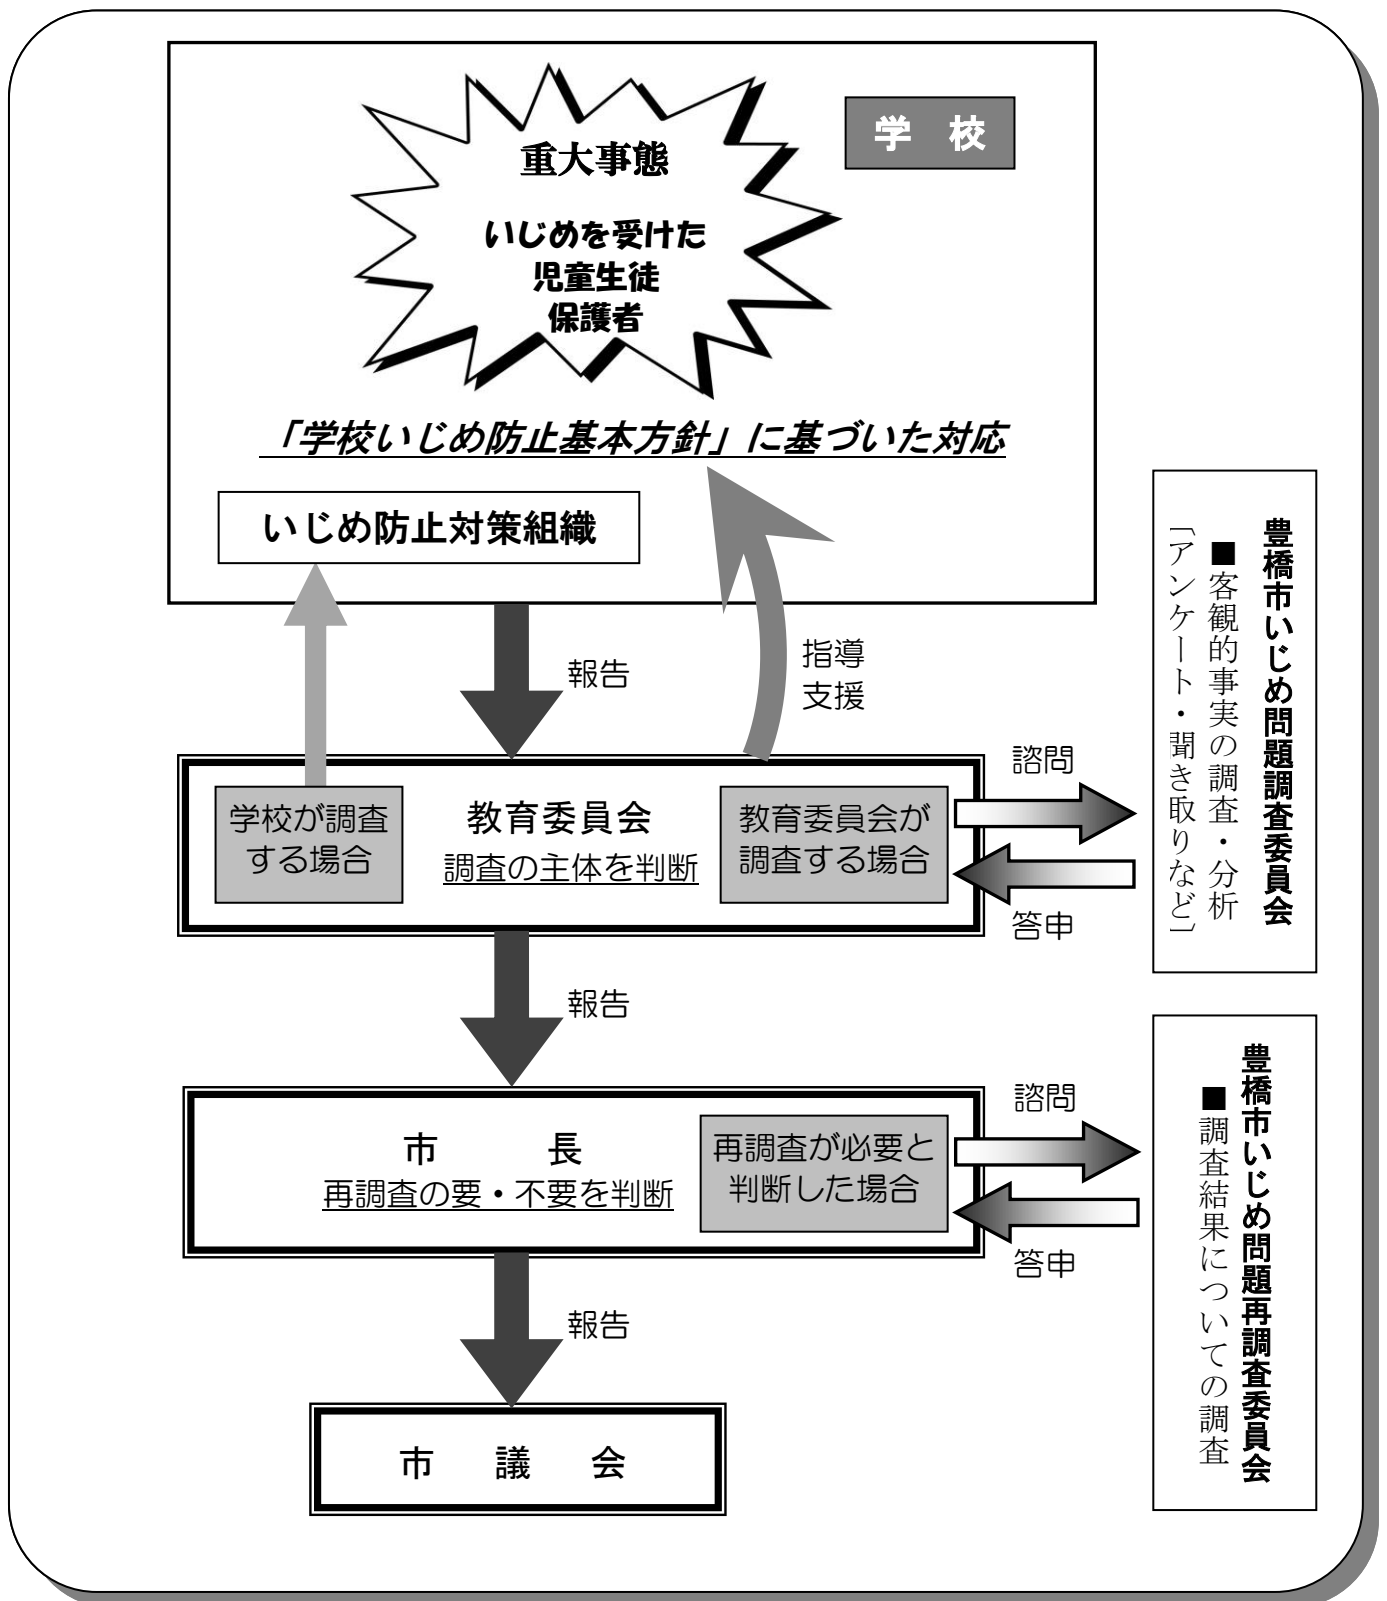 学　校
重大事態
いじめを受けた
児童生徒
保護者
「学校いじめ防止基本方針」に基づいた対応
いじめ防止対策組織
報告
指導
支援
学校が調査
する場合
教育委員会
調査の主体を判断
教育委員会が
調査する場合
諮問
答申
豊橋市いじめ問題調査委員会
■客観的事実の調査・分析
〔アンケート・聞き取りなど〕
報告
市　長
再調査の要・不要を判断
再調査が必要と
判断した場合
諮問
答申
豊橋市いじめ問題再調査委員会
■調査結果についての調査
報告
市　議　会